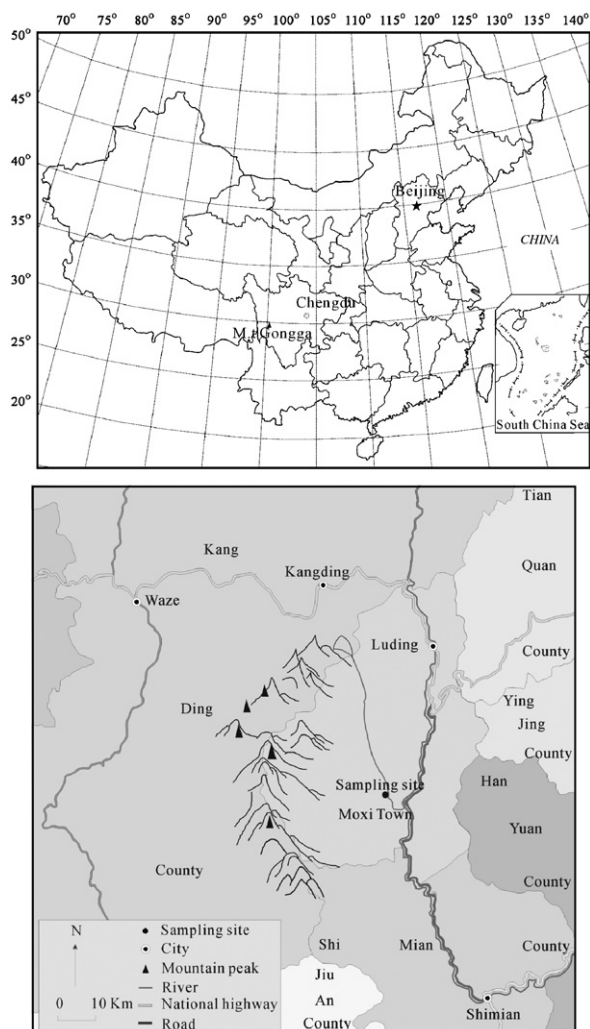 70° 75° 80° 85° 90° 95° 100° 105° 110° 115° 120° 125° 130° 135° 140°
50°
45°
40°
35°
30°
25°
20°
Beijing
CHINA
Chengdu
M.t Gongga
South China Sea
Tian
Kang
Quan
Kangding
Waze
Luding
County
Ying
Ding
Jing
County
Sampling site
Han
Moxi Town
Yuan
County
County
N
Sampling site
City
Shi
Mian
County
Mountain peak
Jiu
River
0 10 Km
National highway
An
Road
County
Shimian